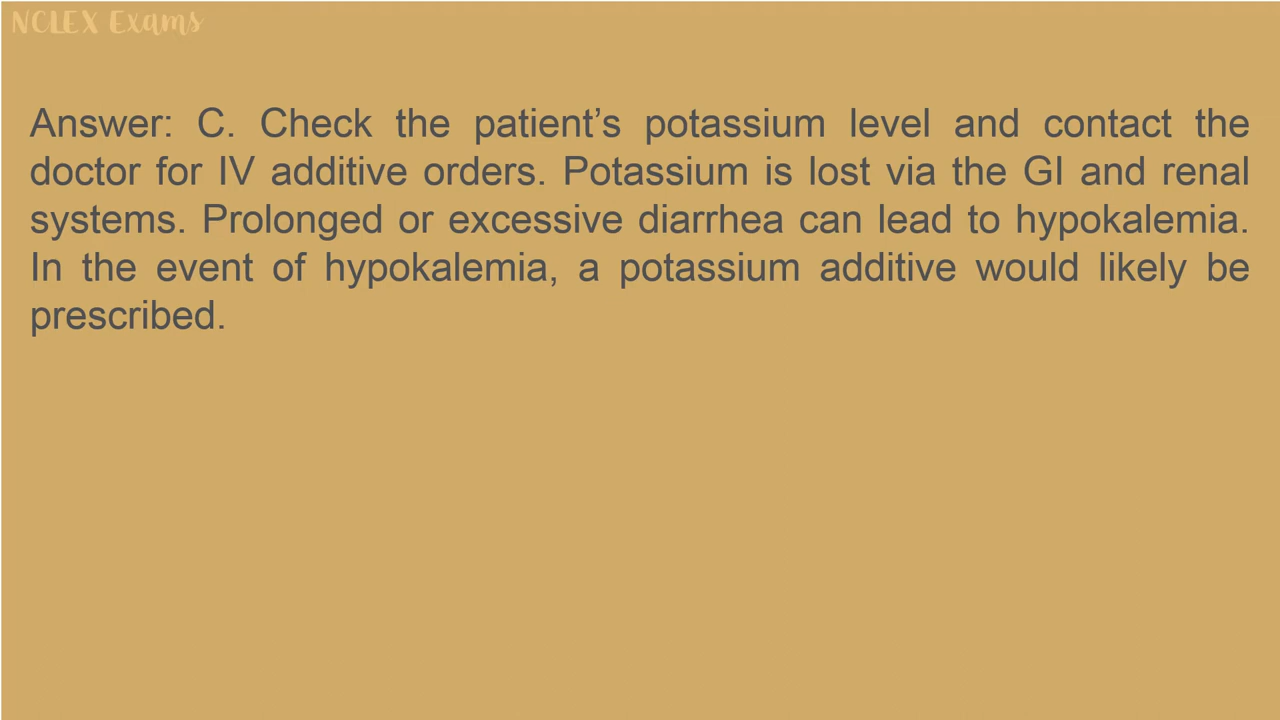 NCLEX Exams
Answer: C. Check the patient’s potassium level and contact the
doctor for IV additive orders. Potassium is lost via the GI and renal
systems. Prolonged or excessive diarrhea can lead to hypokalemia.
In the event of hypokalemia, a potassium additive would likely be
prescribed.